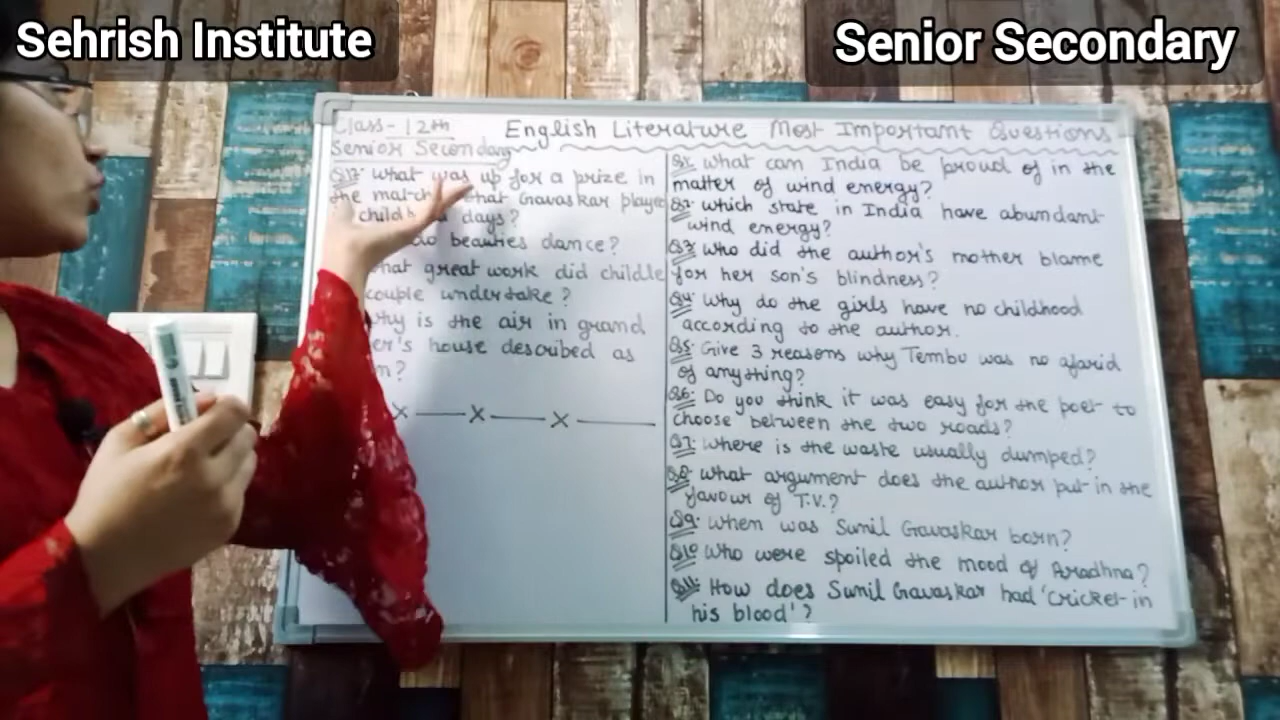 Sehrish Institute
Senior Secondary
Class-12th
English Literature Most Important Questions
Senior Secondary
Q12. what was up for a prize in
the match that Gavaskar playe
childh days?
do beauties dance?
hat great work did childle
couple undertake?
hy is the air in grand
er's house described as
n?
x x x
Q1. What can India be proud of in the
matter of wind energy?
Q2. which state in India have abundant
wind energy?
Q3. Who did the author's mother blame
for her son's blindness?
Q4. Why do the girls have no childhood
according to the author.
Q5. Give 3 reasons why Tembu was no afarid
of anything?
Q6. Do you think it was easy for the poet to
choose between the two roads?
Q7. where is the waste usually dumped?
Q8. what argument does the author put in the
favour of T.V.?
Q9. When was Sunil Gavaskar born?
Q10 Who were spoiled the mood of Aradhna?
Q11. How does Sunil Gavaskar had 'cricket in
his blood'?